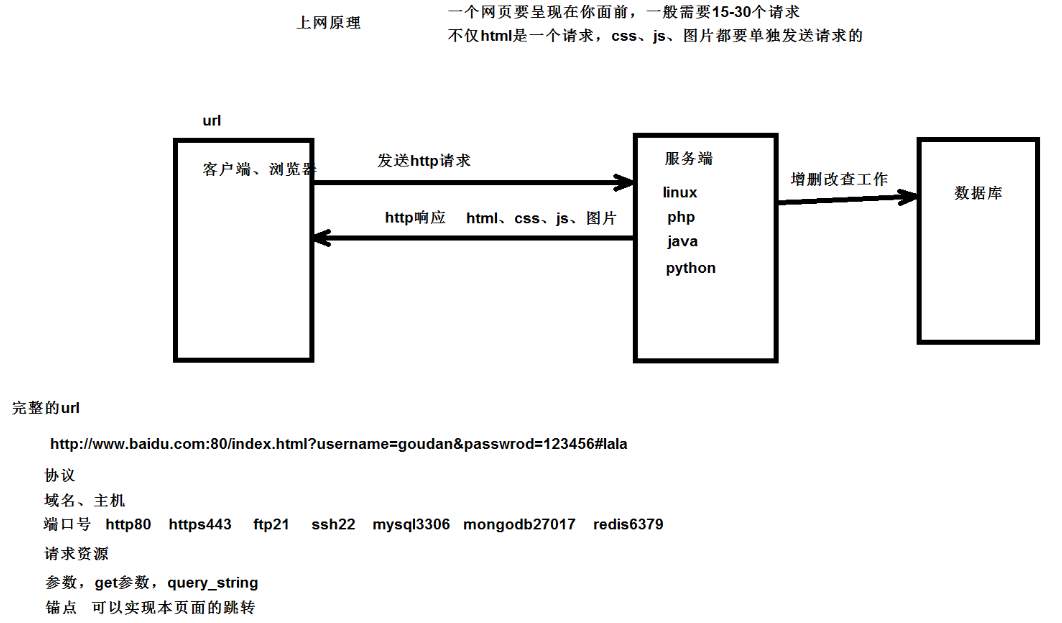 上网原理
一个网页要呈现在你面前，一般需要15-30个请求
不仅html是一个请求，css、js、图片都要单独发送请求的
url
客户端、浏览器
发送http请求
http响应 html、css、js、图片
服务端
linux
php
java
python
增删改查工作
数据库
完整的url
http://www.baidu.com:80/index.html?username=goudan&passwrod=123456#lala
协议
域名、主机
端口号 http80 https443 ftp21 ssh22 mysql3306 mongodb27017 redis6379
请求资源
参数，get参数，query_string
锚点 可以实现本页面的跳转